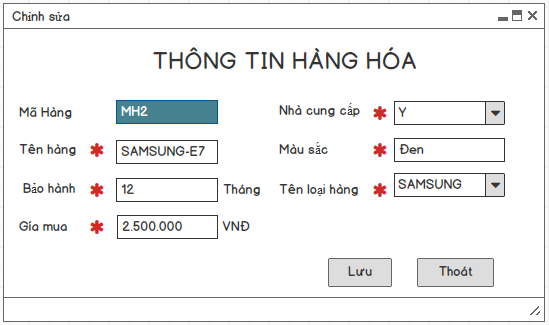 Chỉnh sửa
THÔNG TIN HÀNG HÓA
Mã Hàng MH2 Nhà cung cấp * Y
Tên hàng * SAMSUNG-E7 Màu sắc * Đen
Bảo hành * 12 Tháng Tên loại hàng * SAMSUNG
Gía mua * 2.500.000 VNĐ
Lưu Thoát